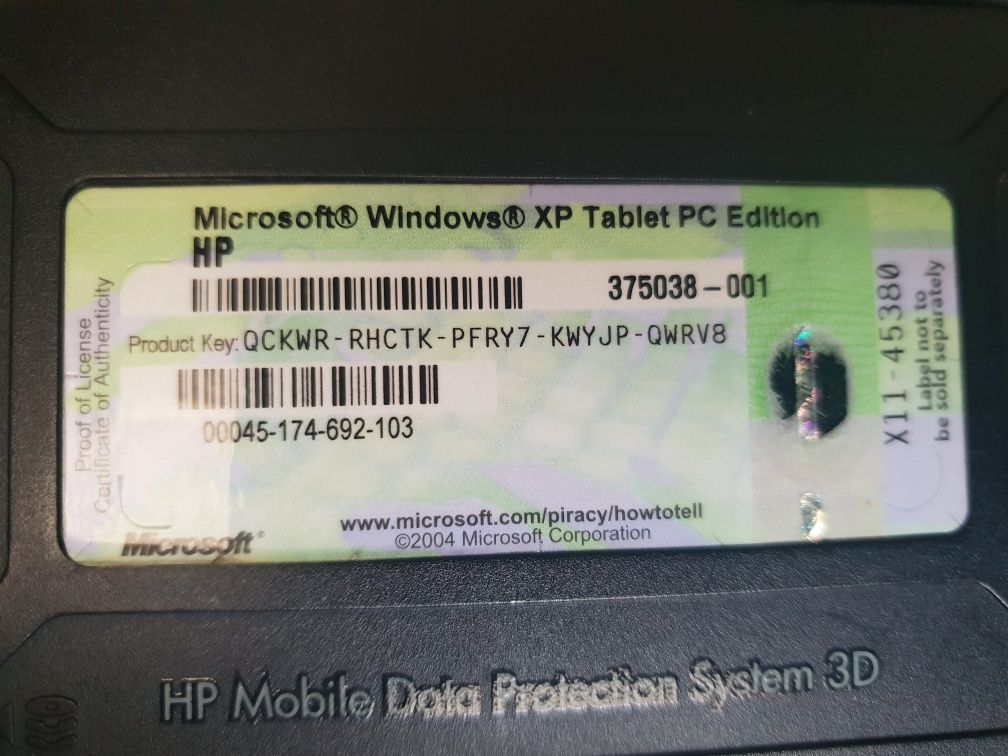 Microsoft® Windows® XP Tablet PC Edition
HP
375038-001
Product Key: QCKWR-RHCTK-PFRY7-KWYJP-QWRV8
00045-174-692-103
www.microsoft.com/piracy/howtotell
©2004 Microsoft Corporation
Microsoft®
Proof of License
Certificate of Authenticity
X11-45380
Label not to
be sold separately
HP Mobile Data Protection System 3D